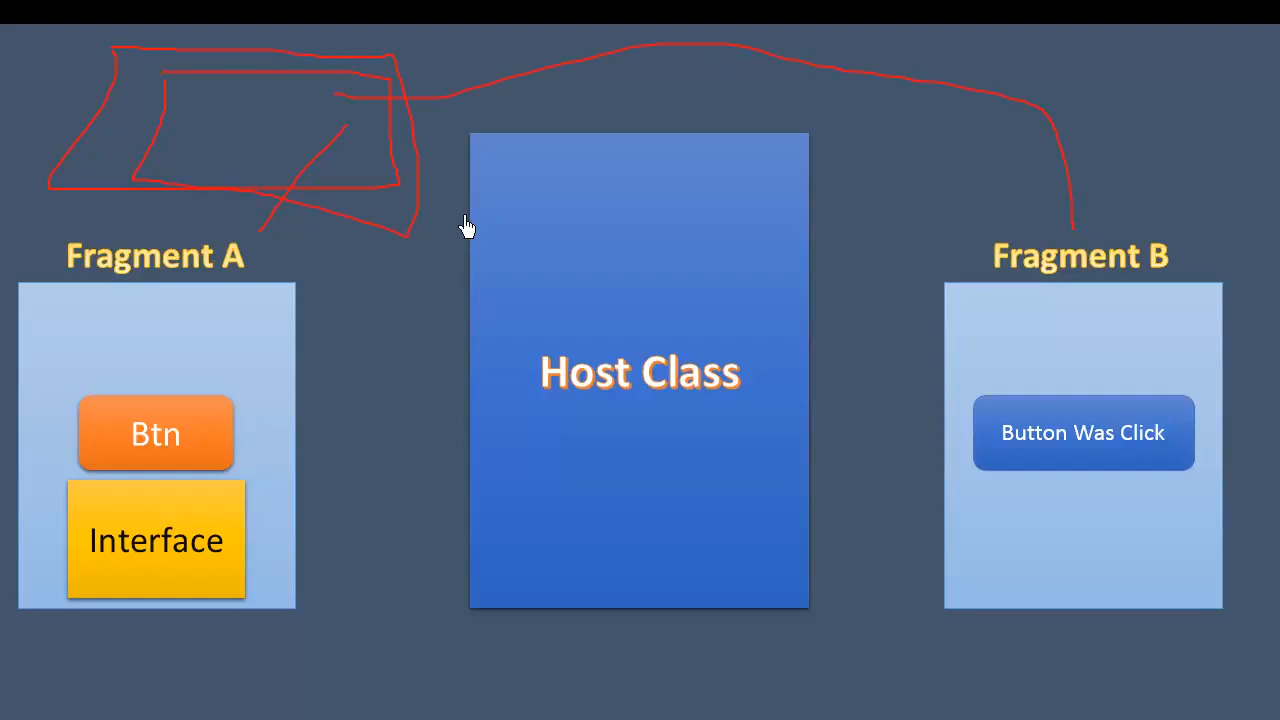 Fragment A
Fragment B
Host Class
Btn
Button Was Click
Interface